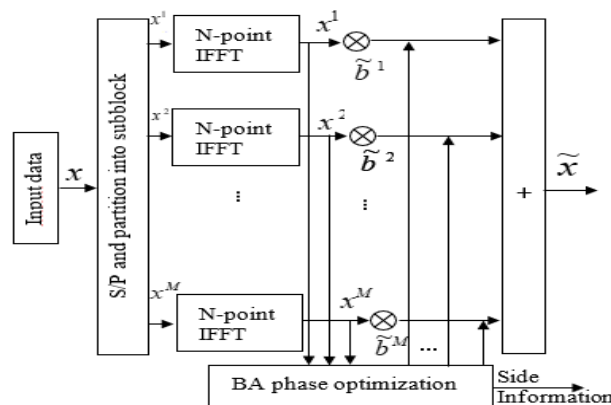 Input data
x
S/P and partition into subblock
x¹
N-point
IFFT
x¹
⊗
b̃ ¹
x²
N-point
IFFT
x²
⊗
b̃ ²
...
...
x^M
N-point
IFFT
x^M
⊗
b̃^M
...
+
x̃
BA phase optimization
Side
Information